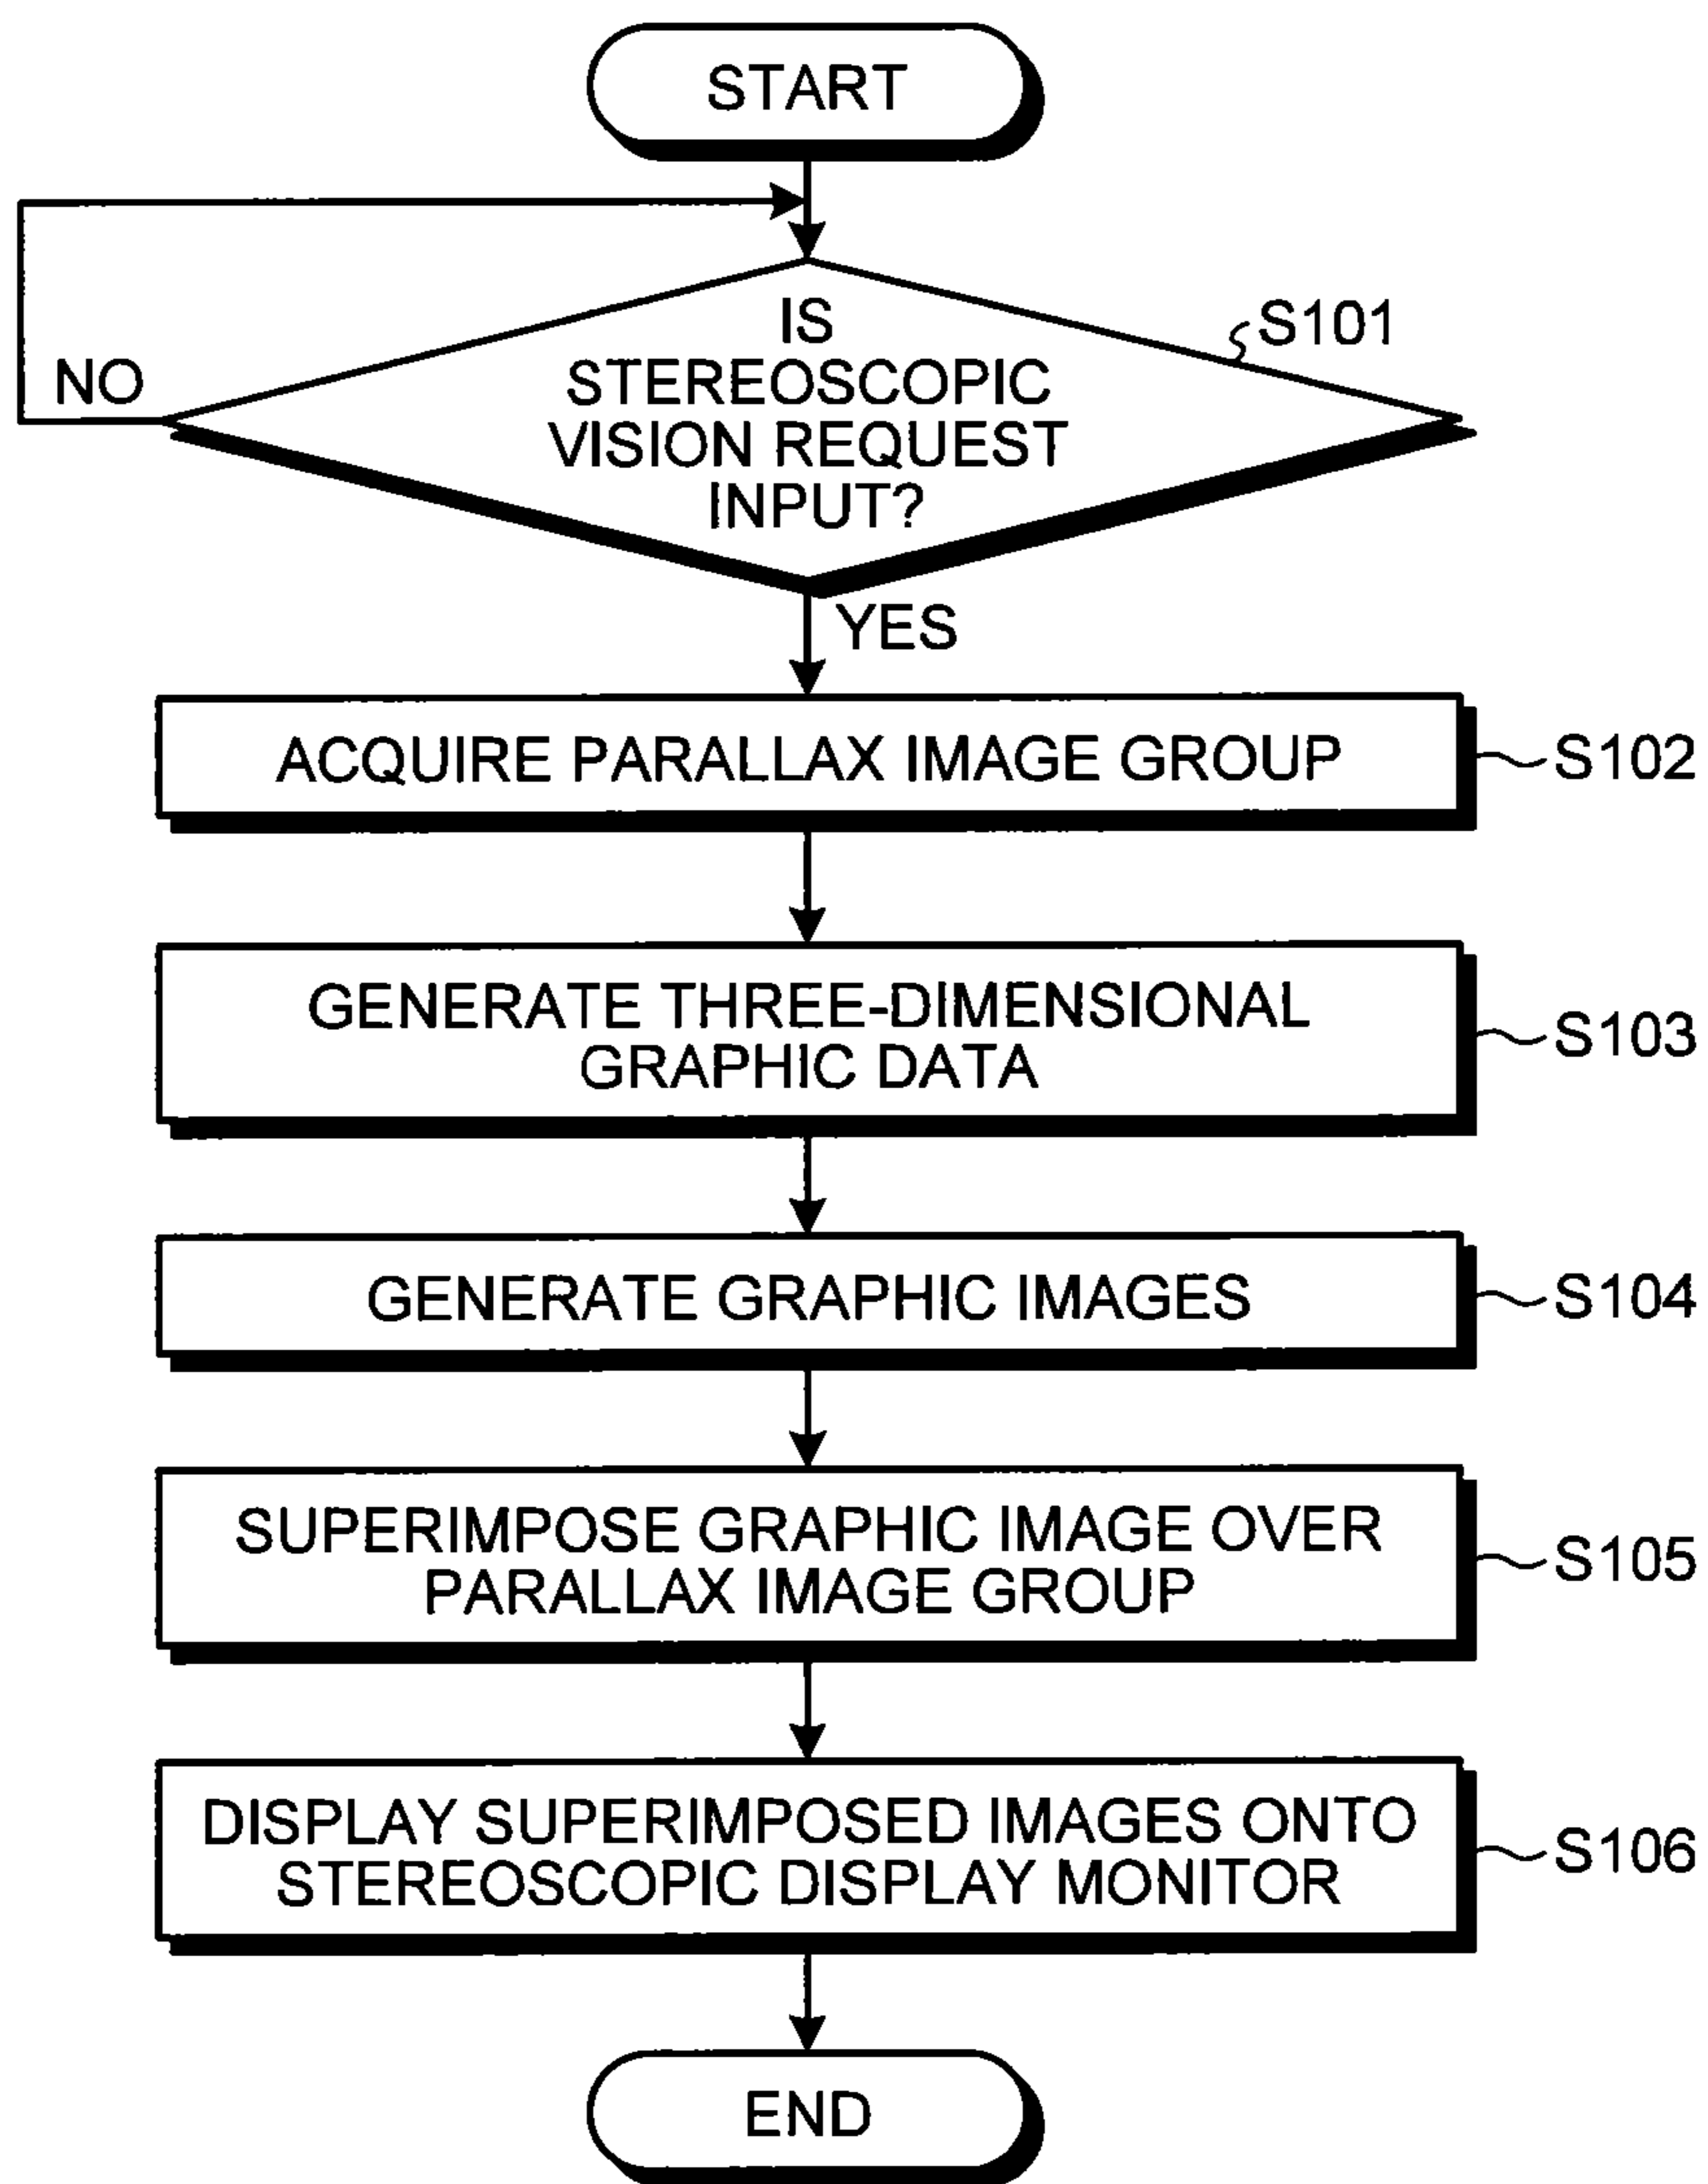 START
IS
STEREOSCOPIC
VISION REQUEST
INPUT?
S101
NO
YES
ACQUIRE PARALLAX IMAGE GROUP
S102
GENERATE THREE-DIMENSIONAL
GRAPHIC DATA
S103
GENERATE GRAPHIC IMAGES
S104
SUPERIMPOSE GRAPHIC IMAGE OVER
PARALLAX IMAGE GROUP
S105
DISPLAY SUPERIMPOSED IMAGES ONTO
STEREOSCOPIC DISPLAY MONITOR
S106
END